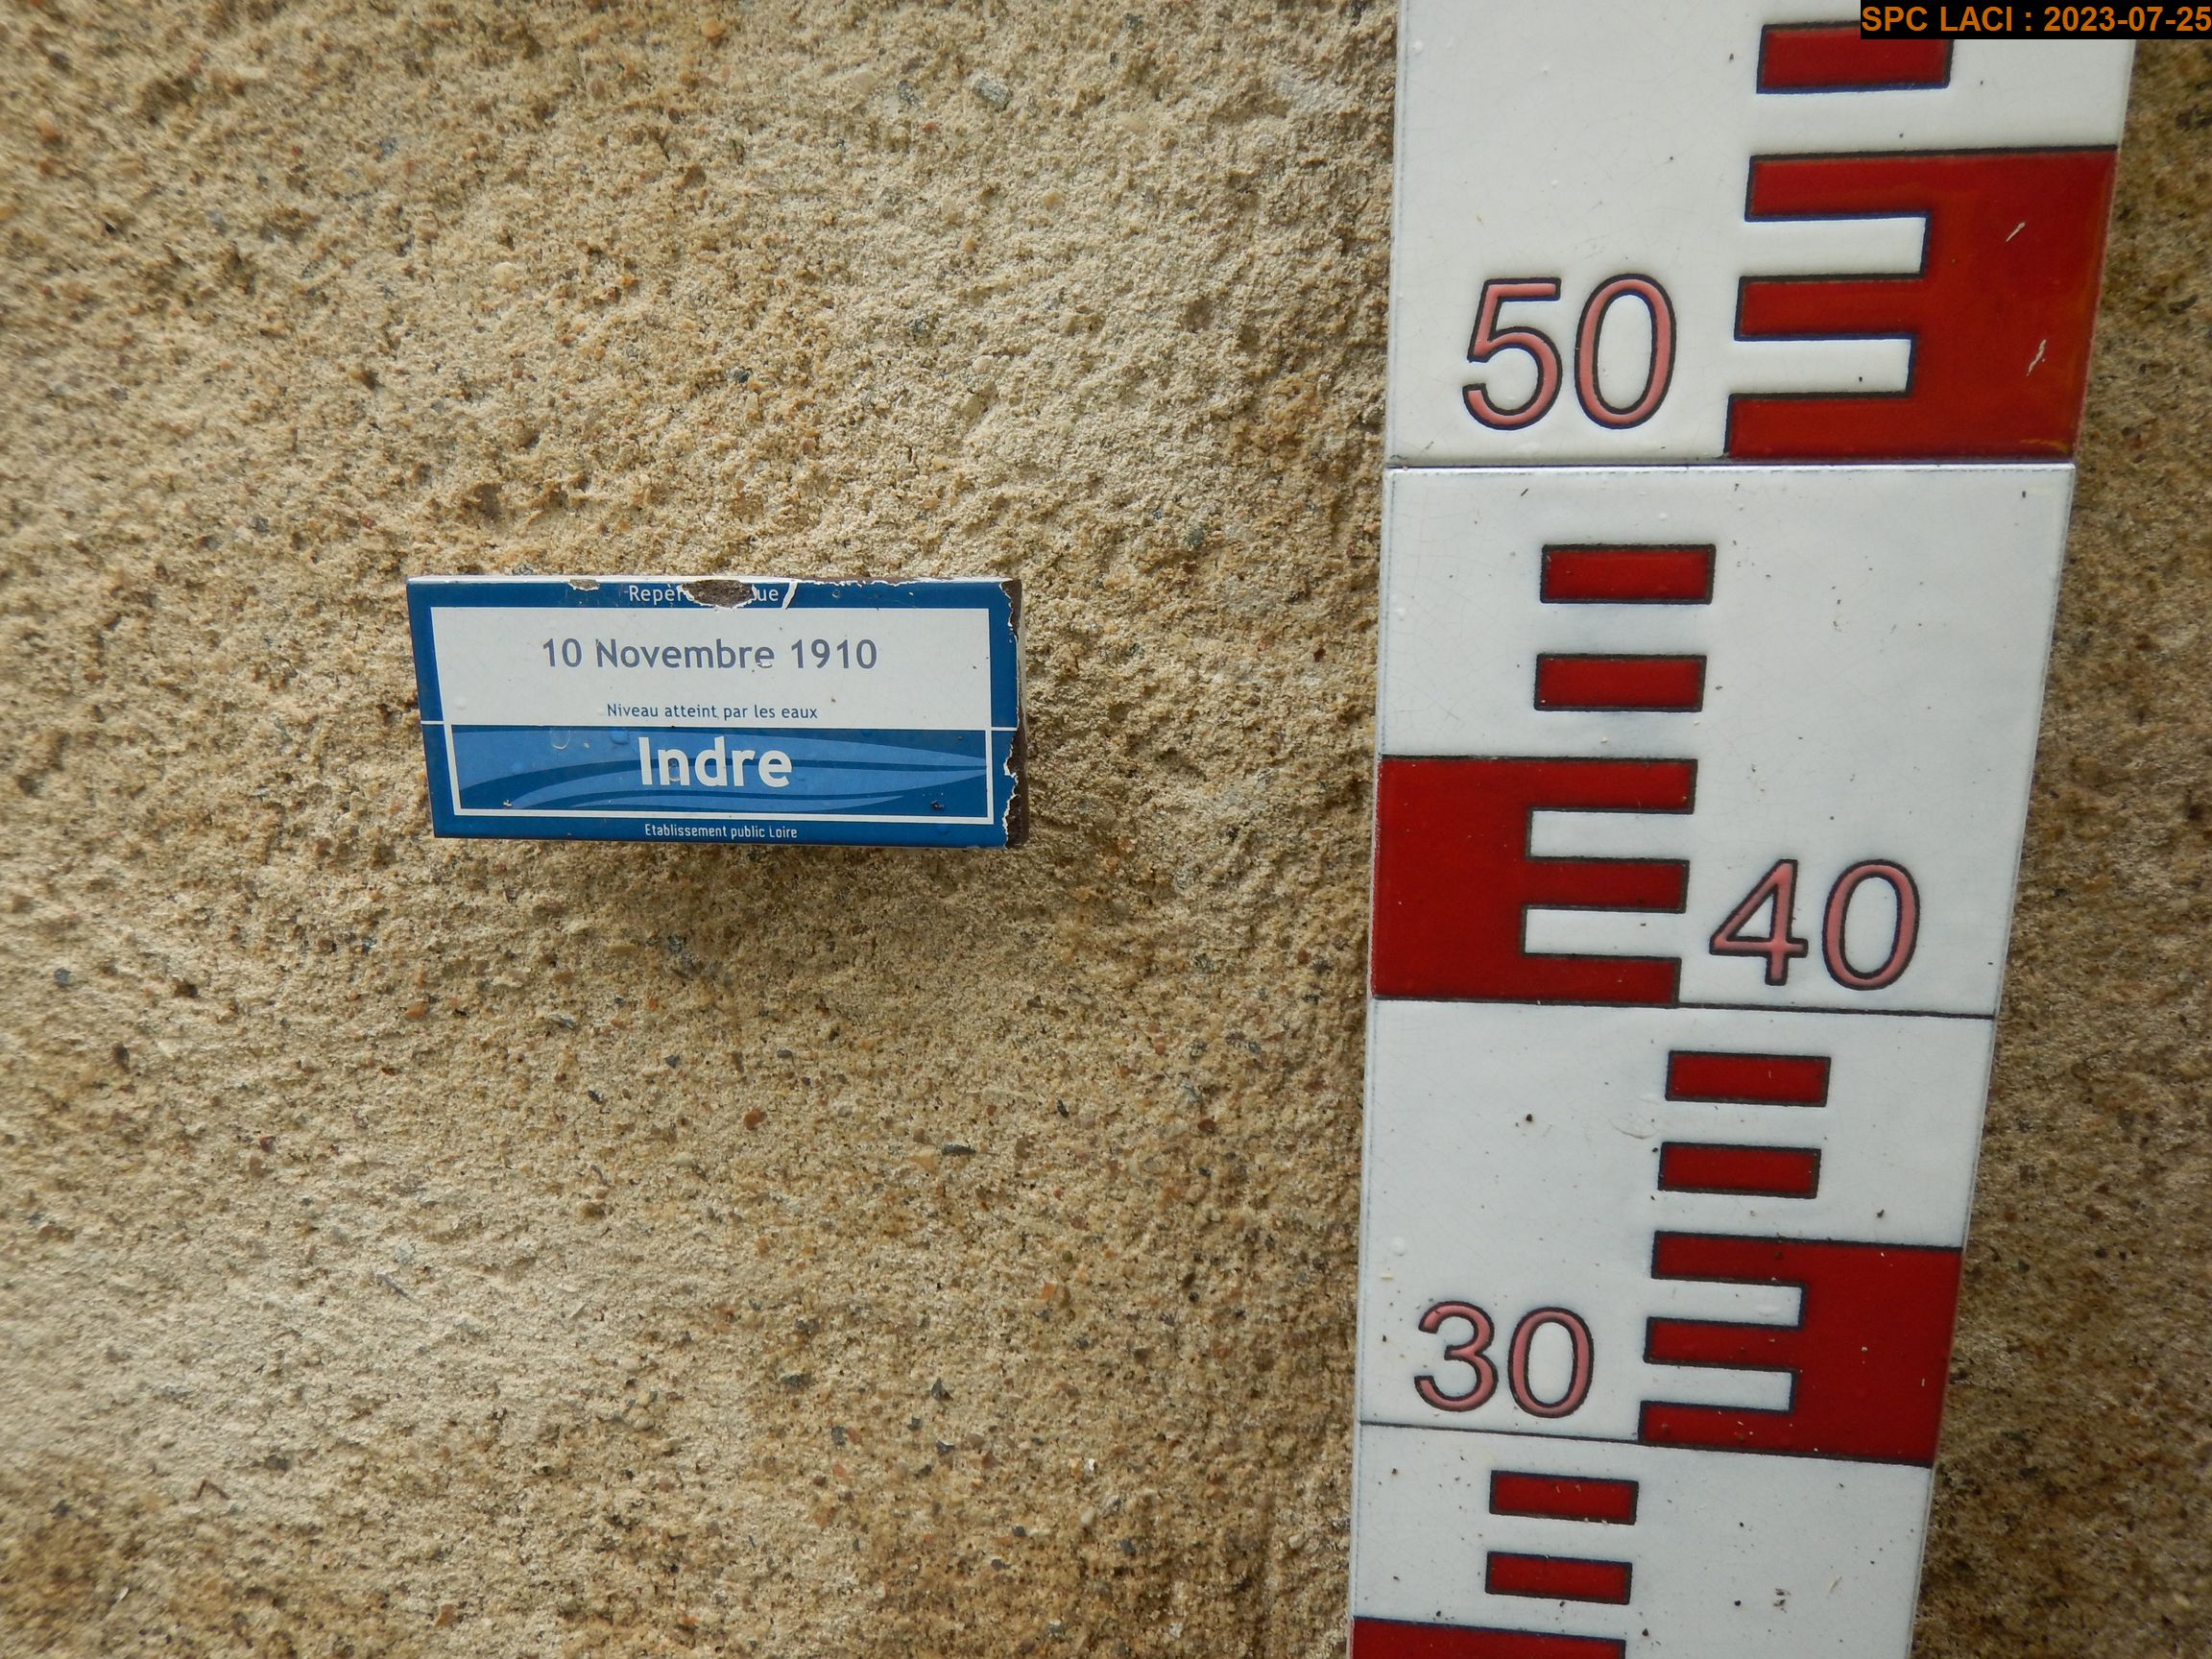 SPC LACI : 2023-07-25
10 Novembre 1910
Niveau atteint par les eaux
Indre
Etablissement public Loire
50
40
30